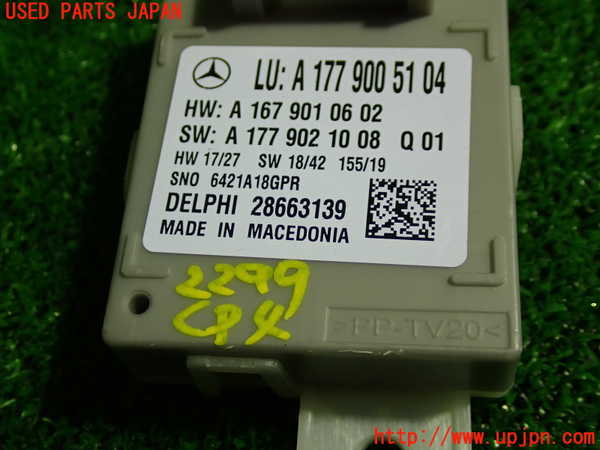 USED PARTS JAPAN
LU: A 177 900 51 04
HW: A 167 901 06 02
SW: A 177 902 10 08 Q 01
HW 17/27 SW 18/42 155/19
SNO 6421A18GPR
DELPHI 28663139
MADE IN MACEDONIA
2299
CP4
>PP-TV20<
http://www.upjpn.com/